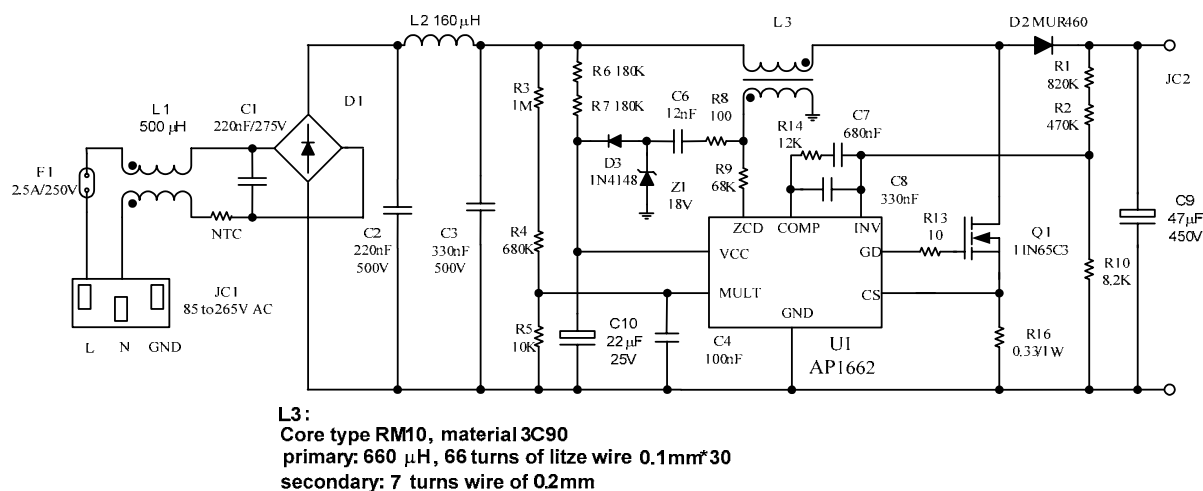 L2 160μH
L3
D2 MUR460
R6 180K
R7 180K
R3
1M
C6
12nF
R8
100
R1
820K
R2
470K
JC2
L1
500 μH
C1
220nF/275V
D1
C7
680nF
R14
12K
F1
2.5A/250V
D3
1N4148
Z1
18V
R9
68K
C8
330nF
NTC
C2
220nF
500V
C3
330nF
500V
R4
680K
ZCD
COMP
INV
VCC
GD
MULT
CS
GND
R13
10
Q1
11N65C3
C9
47μF
450V
R10
8.2K
JC1
85 to 265V AC
L
N
GND
R5
10K
C10
22μF
25V
C4
100nF
U1
AP1662
R16
0.33/1W
L3:
Core type RM10, material 3C90
primary: 660 μH, 66 turns of litze wire 0.1mm*30
secondary: 7 turns wire of 0.2mm